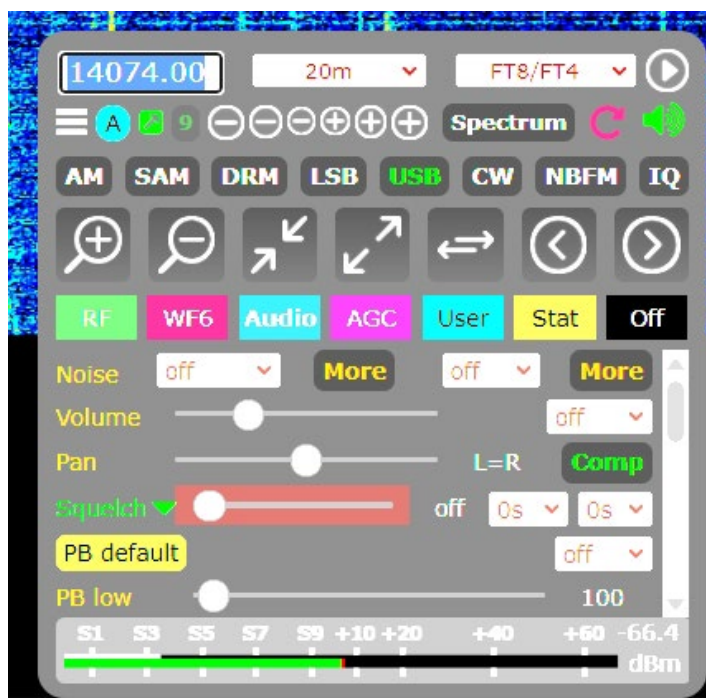 14074.00 20m FT8/FT4
A 9 Spectrum
AM SAM DRM LSB USB CW NBFM IQ
RF WF6 Audio AGC User Stat Off
Noise off More off More
Volume off
Pan L=R Comp
Squelch off 0s 0s
PB default off
PB low 100
S1 S3 S5 S7 S9 +10 +20 +40 +60 -66.4
dBm